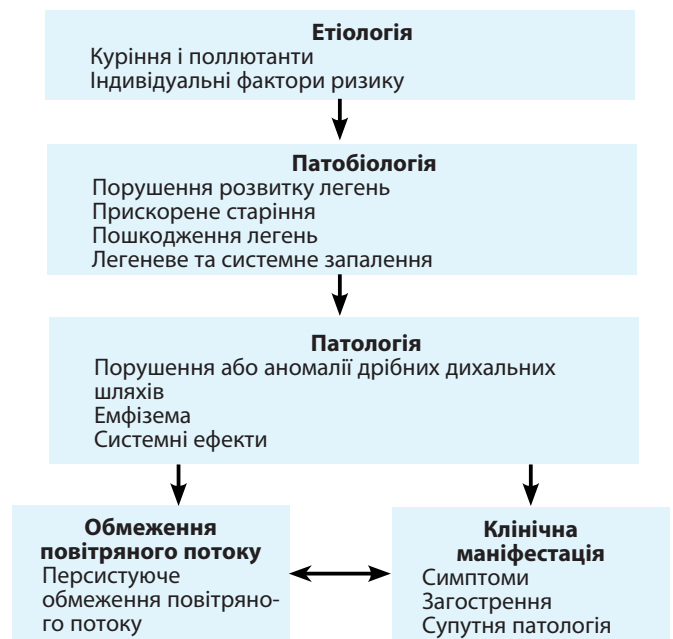 Етіологія
Куріння і поллютанти
Індивідуальні фактори ризику
Патобіологія
Порушення розвитку легень
Прискорене старіння
Пошкодження легень
Легеневе та системне запалення
Патологія
Порушення або аномалії дрібних дихальних
шляхів
Емфізема
Системні ефекти
Обмеження
повітряного потоку
Персистуюче
обмеження повітряно-
го потоку
Клінічна
маніфестація
Симптоми
Загострення
Супутня патологія